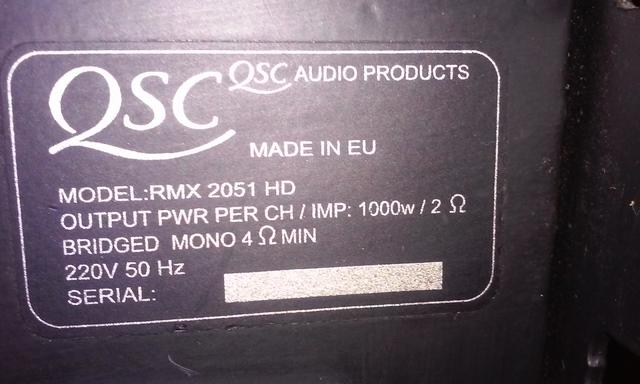 QSC QSC AUDIO PRODUCTS
MADE IN EU
MODEL:RMX 2051 HD
OUTPUT PWR PER CH / IMP: 1000w / 2 Ω
BRIDGED MONO 4 Ω MIN
220V 50 Hz
SERIAL: